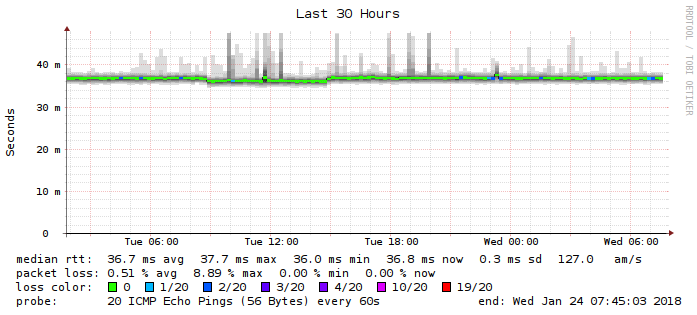 Last 30 Hours
RRDTOOL / TOBI OETIKER
Seconds
40 m
30 m
20 m
10 m
0
Tue 06:00 Tue 12:00 Tue 18:00 Wed 00:00 Wed 06:00
median rtt: 36.7 ms avg 37.7 ms max 36.0 ms min 36.8 ms now 0.3 ms sd 127.0 am/s
packet loss: 0.51 % avg 8.89 % max 0.00 % min 0.00 % now
loss color: 0 1/20 2/20 3/20 4/20 10/20 19/20
probe: 20 ICMP Echo Pings (56 Bytes) every 60s end: Wed Jan 24 07:45:03 2018